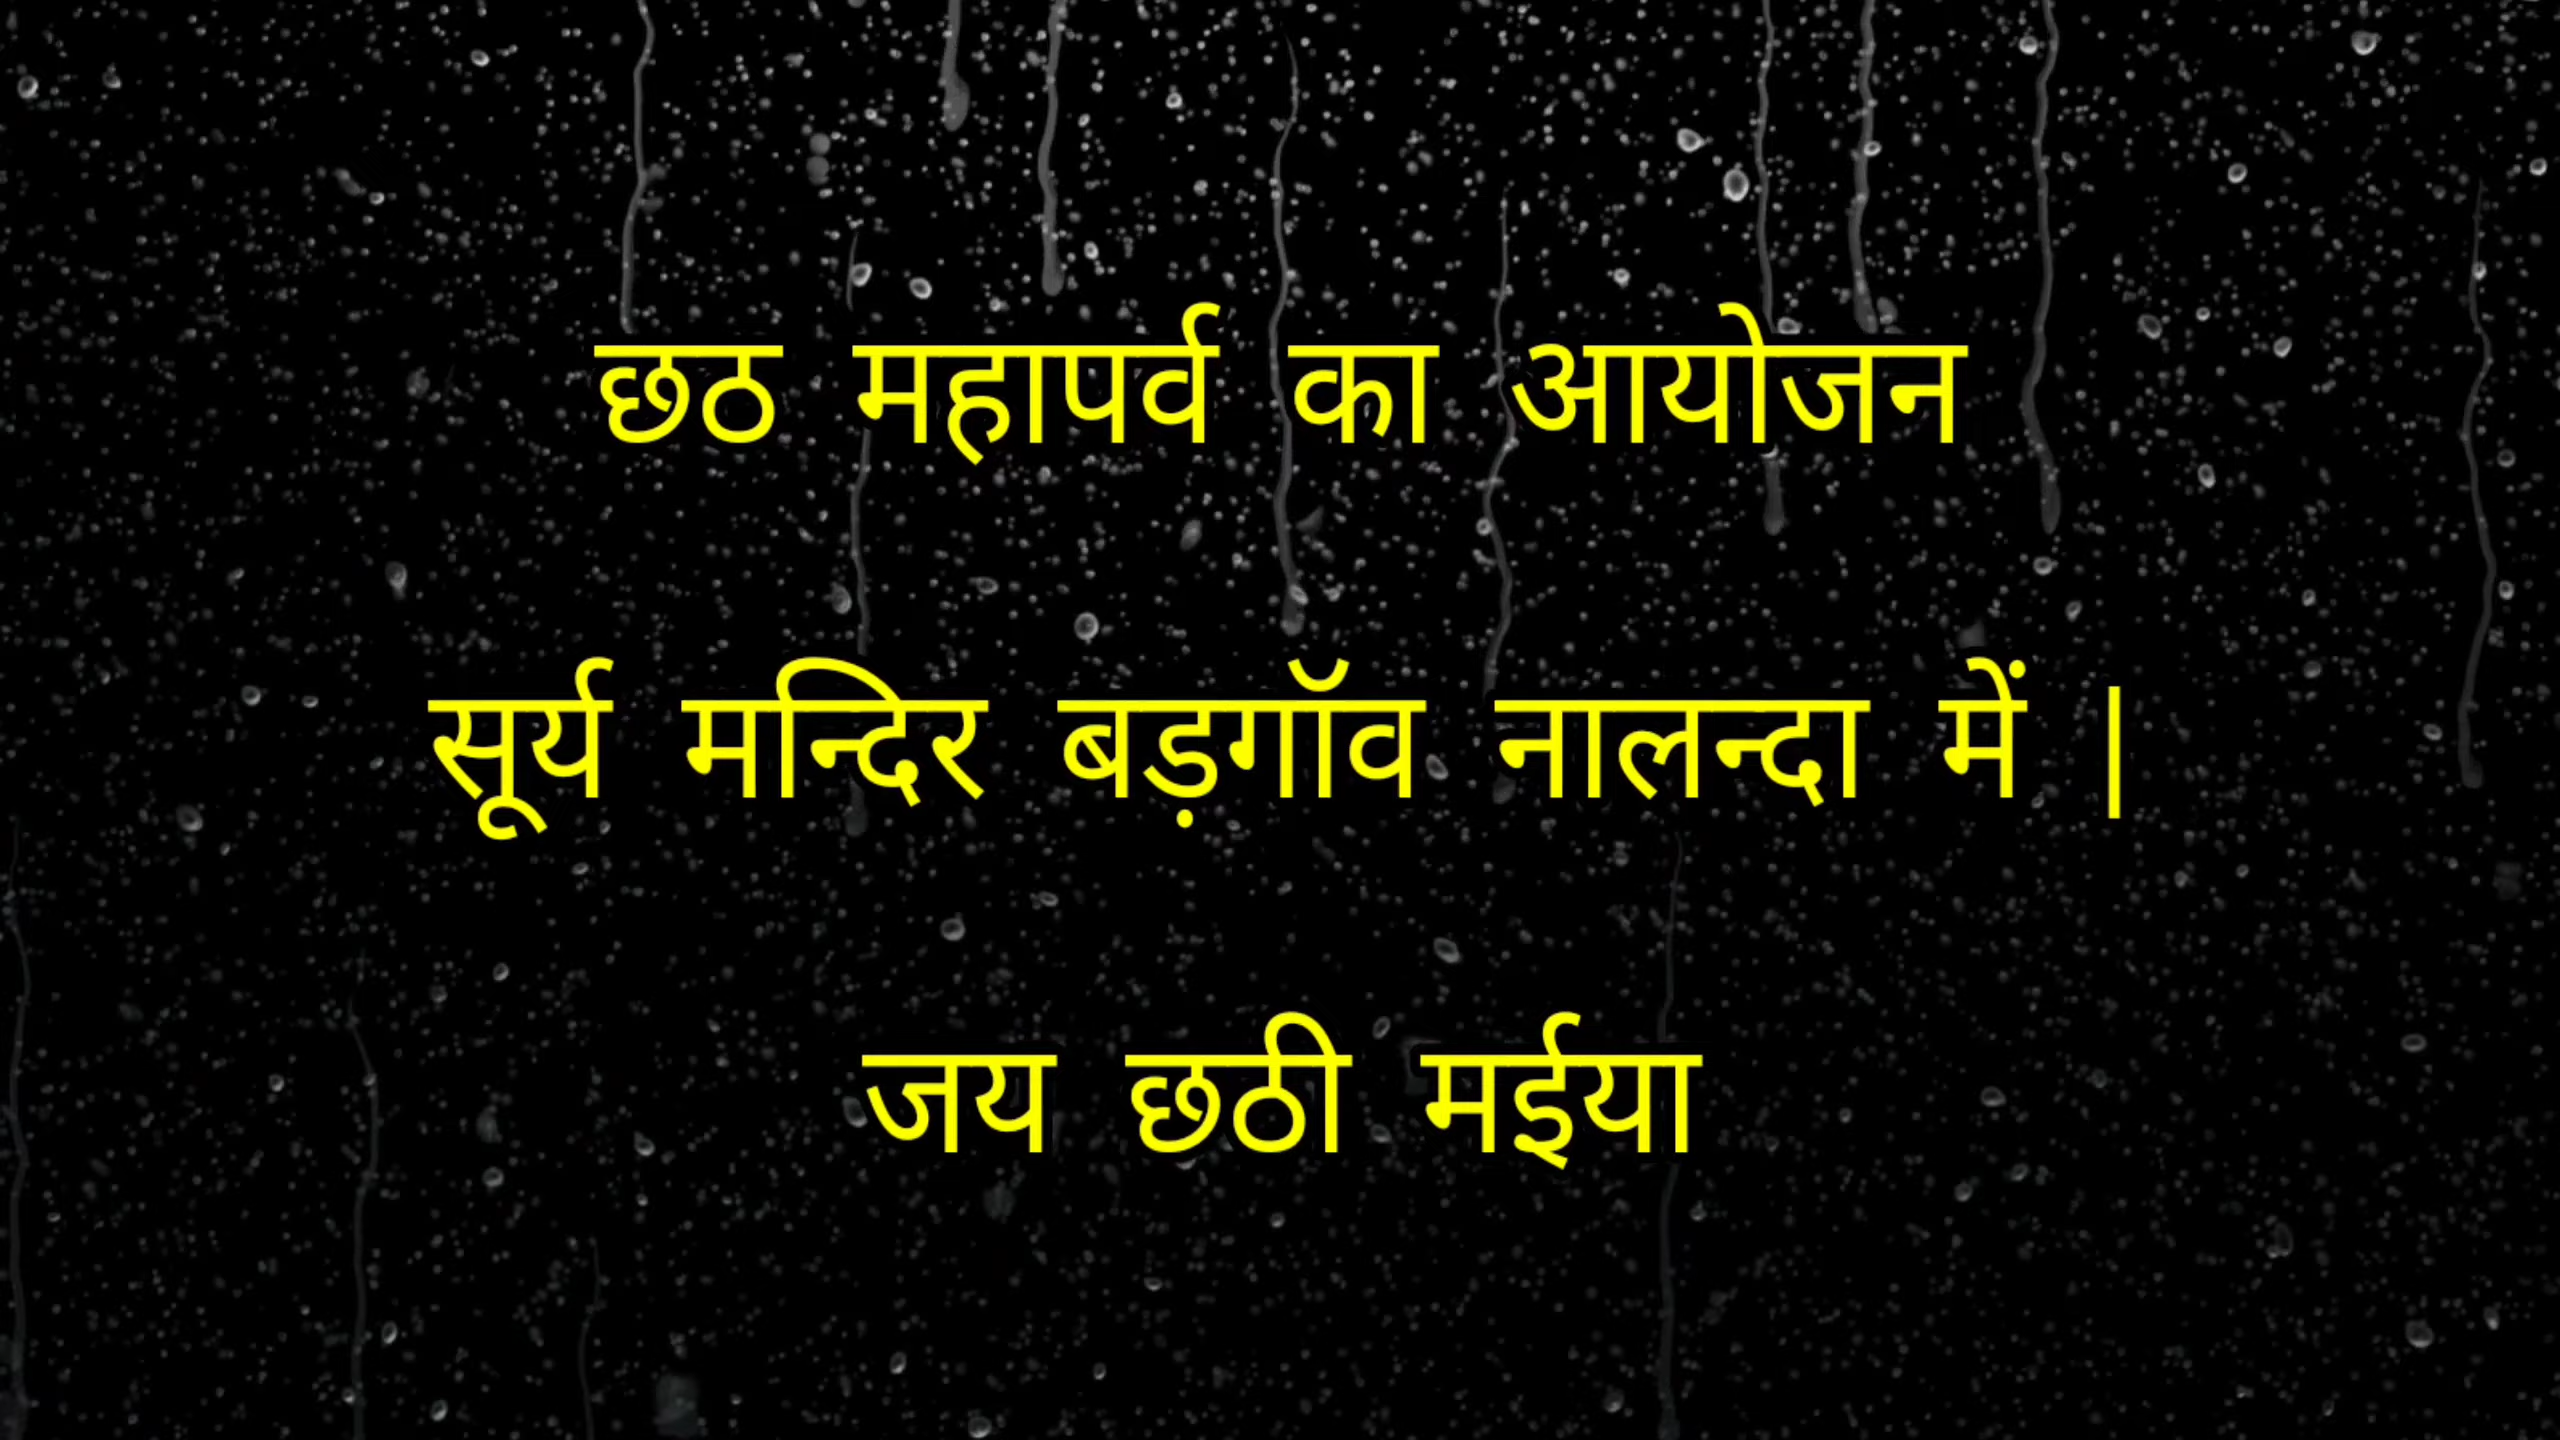 छठ महापर्व का आयोजन
सूर्य मन्दिर बड़गॉव नालन्दा में |
जय छठी मईया